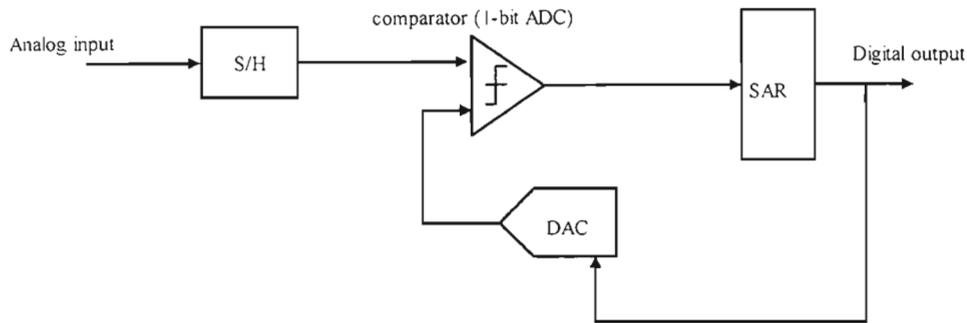 comparator (1-bit ADC)
Analog input
S/H
Digital output
SAR
DAC